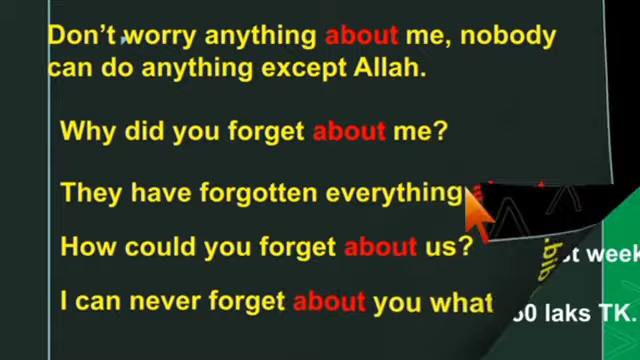 Don't worry anything about me, nobody
can do anything except Allah.
Why did you forget about me?
They have forgotten everything
How could you forget about us?
week
I can never forget about you what
laks TK.